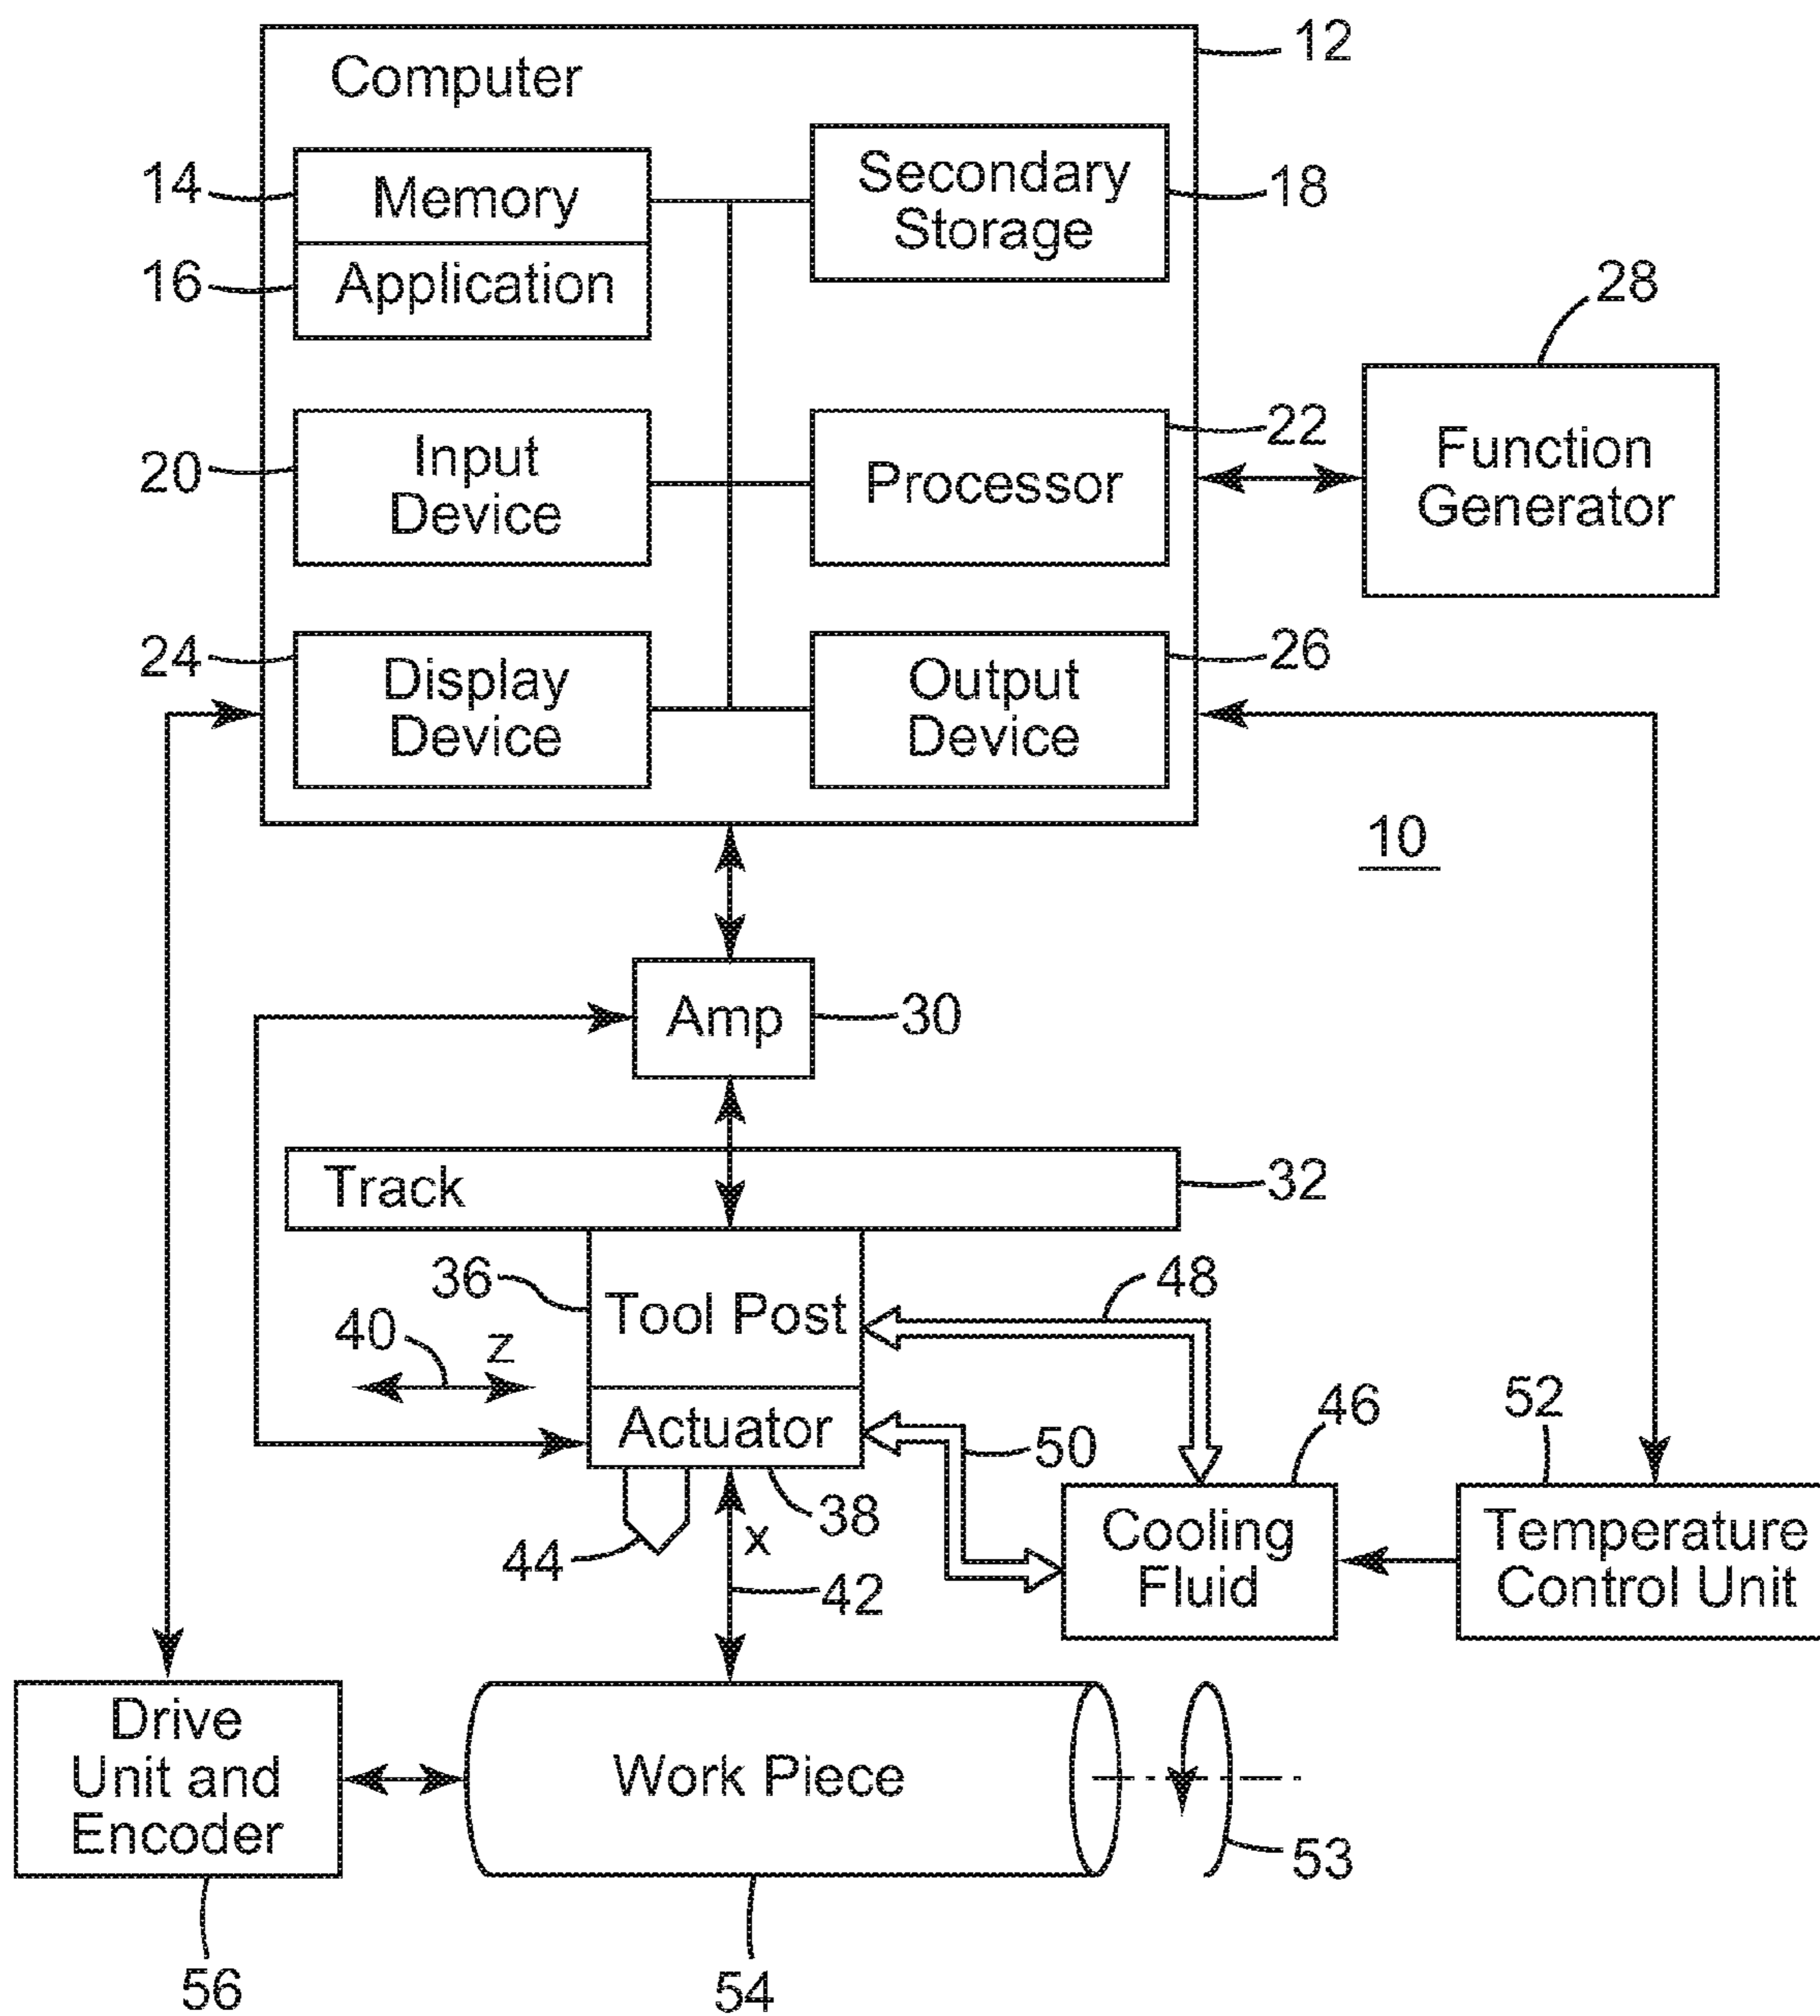 12
Computer
14
Memory
Secondary
Storage
18
16
Application
28
20
Input
Device
Processor
22
Function
Generator
24
Display
Device
Output
Device
26
10
Amp
30
Track
32
36
Tool Post
48
40
Z
Actuator
50
46
52
44
x
38
42
Cooling
Fluid
Temperature
Control Unit
Drive
Unit and
Encoder
Work Piece
53
56
54